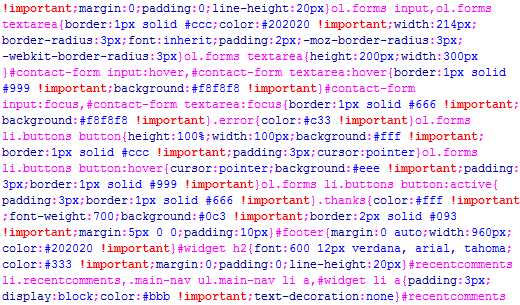 !important;margin:0;padding:0;line-height:20px}ol.forms input,ol.forms
textarea{border:1px solid #ccc;color:#202020 !important;width:214px;
border-radius:3px;font:inherit;padding:2px;-moz-border-radius:3px;
-webkit-border-radius:3px}ol.forms textarea{height:200px;width:300px
}#contact-form input:hover,#contact-form textarea:hover{border:1px solid
#999 !important;background:#f8f8f8 !important}#contact-form
input:focus,#contact-form textarea:focus{border:1px solid #666 !important;
background:#f8f8f8 !important}.error{color:#c33 !important}ol.forms
li.buttons button{height:100%;width:100px;background:#fff !important;
border:1px solid #ccc !important;padding:3px;cursor:pointer}ol.forms
li.buttons button:hover{cursor:pointer;background:#eee !important;padding:
3px;border:1px solid #999 !important}ol.forms li.buttons button:active{
padding:3px;border:1px solid #666 !important}.thanks{color:#fff !important
;font-weight:700;background:#0c3 !important;border:2px solid #093
!important;margin:5px 0 0;padding:10px}#footer{margin:0 auto;width:960px;
color:#202020 !important}#widget h2{font:600 12px verdana, arial, tahoma;
color:#333 !important;margin:0;padding:0;line-height:20px}#recentcomments
li.recentcomments,.main-nav ul.main-nav li a,#widget li a{padding:3px;
display:block;color:#bbb !important;text-decoration:none}#recentcomments